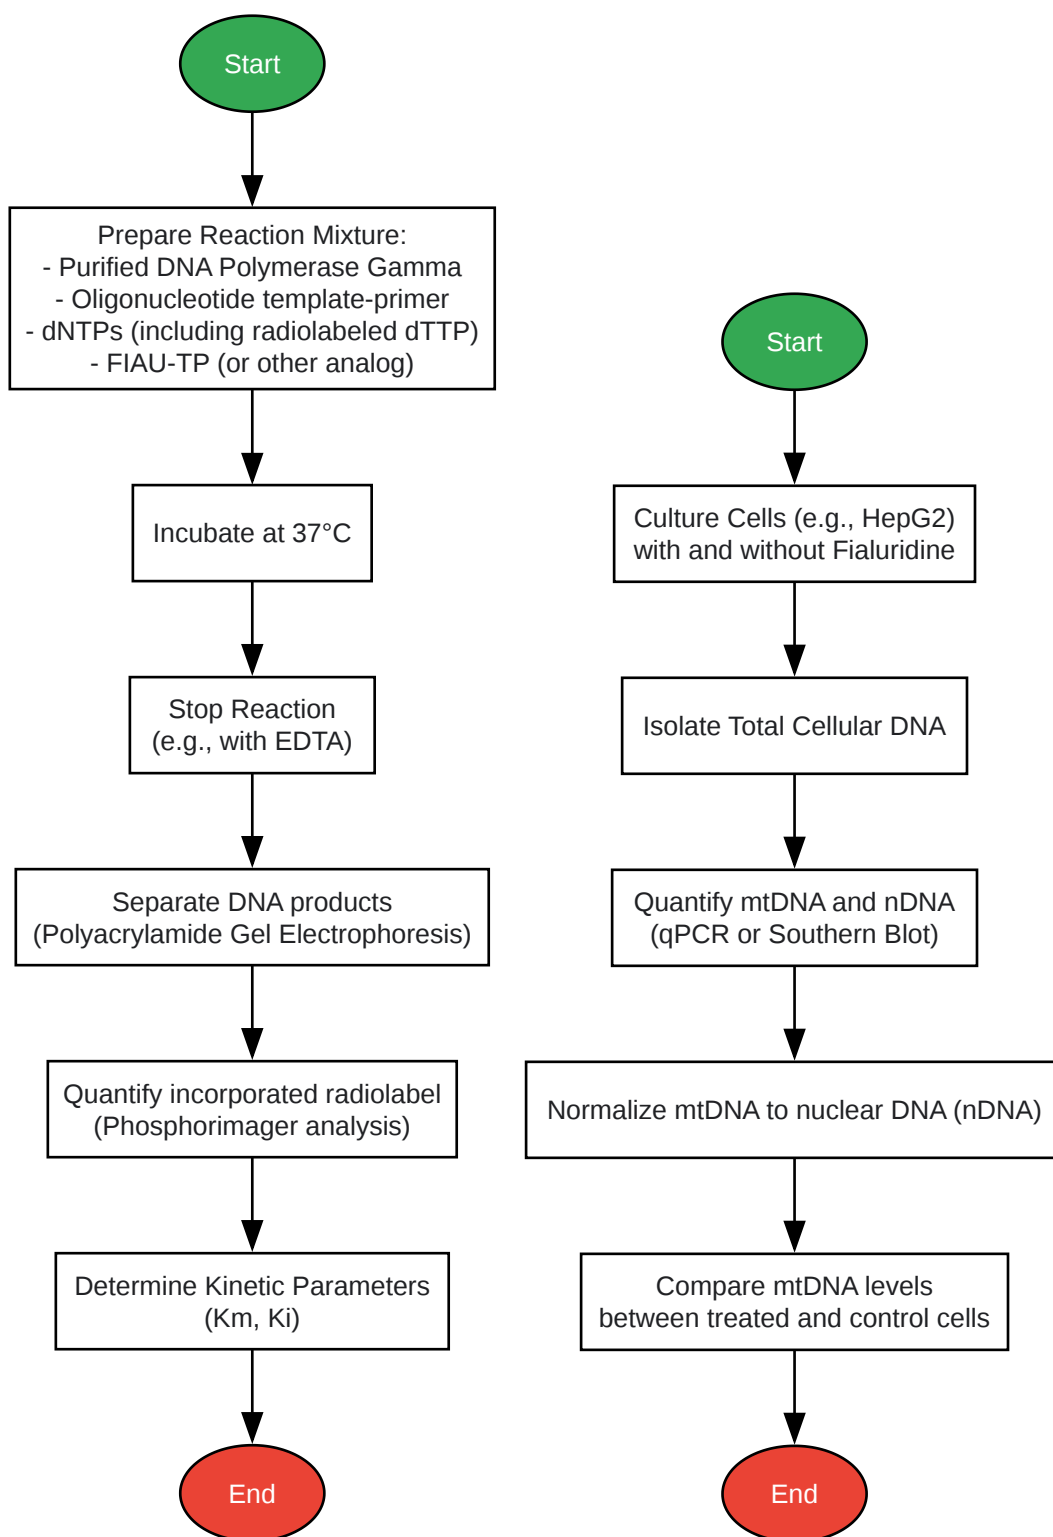 Start
Prepare Reaction Mixture:
- Purified DNA Polymerase Gamma
- Oligonucleotide template-primer
- dNTPs (including radiolabeled dTTP)
- FIAU-TP (or other analog)
Incubate at 37°C
Stop Reaction
(e.g., with EDTA)
Separate DNA products
(Polyacrylamide Gel Electrophoresis)
Quantify incorporated radiolabel
(Phosphorimager analysis)
Determine Kinetic Parameters
(Km, Ki)
End
Start
Culture Cells (e.g., HepG2)
with and without Fialuridine
Isolate Total Cellular DNA
Quantify mtDNA and nDNA
(qPCR or Southern Blot)
Normalize mtDNA to nuclear DNA (nDNA)
Compare mtDNA levels
between treated and control cells
End